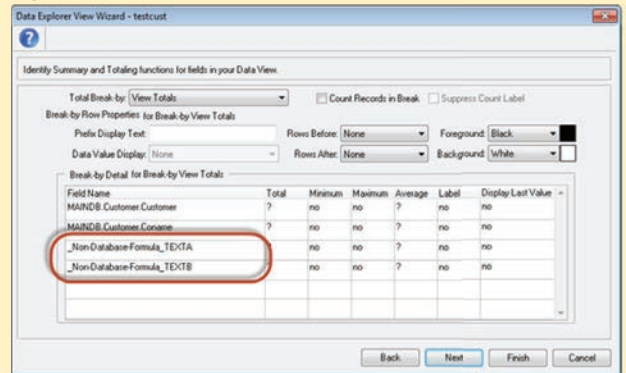 Data Explorer View Wizard - testcust
?
Identify Summary and Totaling functions for fields in your Data View.
Total Break-by: View Totals Count Records in Break Suppress Count Label
Break-by Row Properties for Break-by View Totals
Prefix Display Text: Rows Before: None Foreground: Black
Data Value Display: None Rows After: None Background: White
Break-by Detail for Break-by View Totals
Field Name Total Minimum Maximum Average Label Display Last Value
MAINDB.Customer.Customer ? no no ? no no
MAINDB.Customer.Coname ? no no ? no no
_Non-Database-Formula_TEXTA no no ? no no
_Non-Database-Formula_TEXTB no no ? no no
Back Next Finish Cancel